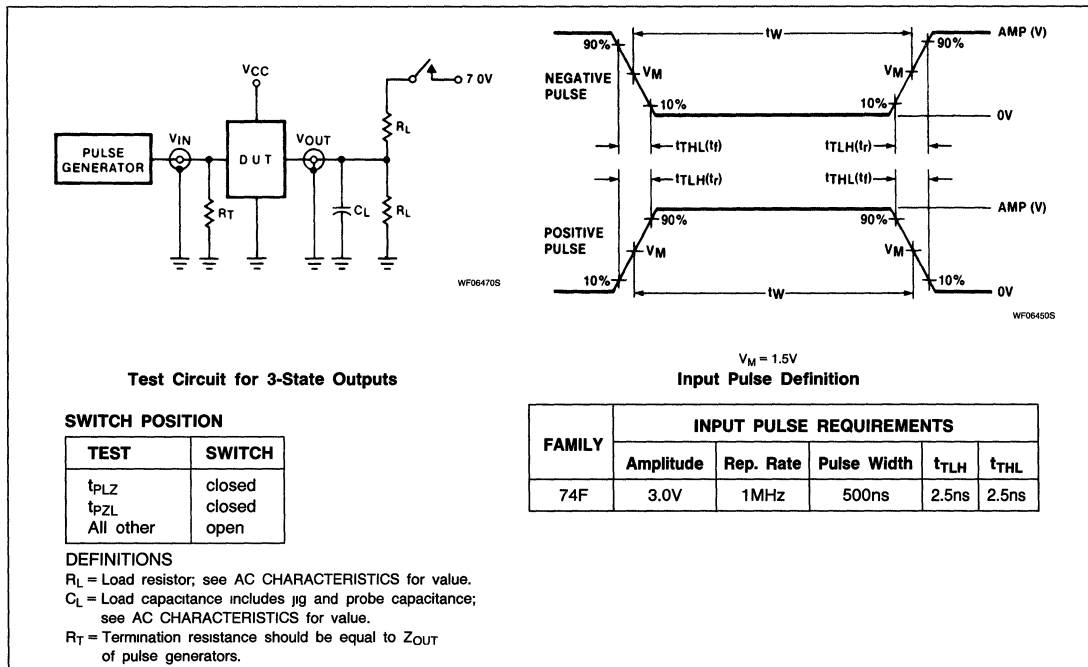 VCC
7 0V
RL
PULSE
GENERATOR
VIN
DUT
VOUT
RT
CL
RL
WF06470S
Test Circuit for 3-State Outputs
NEGATIVE
PULSE
90%
tW
90%
AMP (V)
VM
VM
10%
10%
0V
tTHL(tf)
tTLH(tr)
tTLH(tr)
tTHL(tf)
POSITIVE
PULSE
90%
90%
AMP (V)
VM
VM
10%
tW
10%
0V
WF06450S
VM = 1.5V
Input Pulse Definition
SWITCH POSITION
TEST SWITCH
tPLZ closed
tPZL closed
All other open
FAMILY INPUT PULSE REQUIREMENTS
Amplitude Rep. Rate Pulse Width tTLH tTHL
74F 3.0V 1MHz 500ns 2.5ns 2.5ns
DEFINITIONS
RL = Load resistor; see AC CHARACTERISTICS for value.
CL = Load capacitance includes jig and probe capacitance;
see AC CHARACTERISTICS for value.
RT = Termination resistance should be equal to ZOUT
of pulse generators.